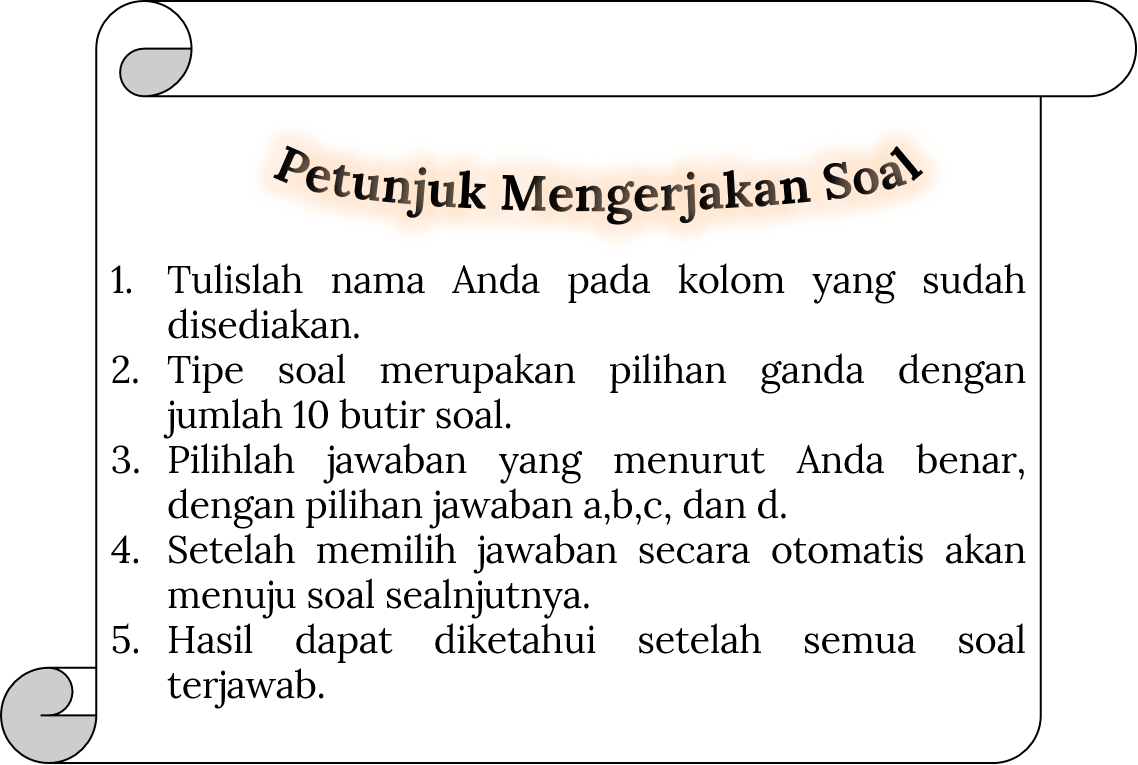 Petunjuk Mengerjakan Soal
1. Tulislah nama Anda pada kolom yang sudah
disediakan.
2. Tipe soal merupakan pilihan ganda dengan
jumlah 10 butir soal.
3. Pilihlah jawaban yang menurut Anda benar,
dengan pilihan jawaban a,b,c, dan d.
4. Setelah memilih jawaban secara otomatis akan
menuju soal sealnjutnya.
5. Hasil dapat diketahui setelah semua soal
terjawab.